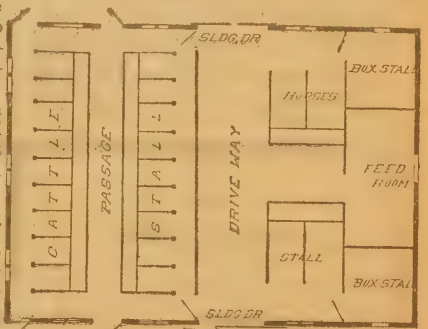 SLDG.DR
BOX STALL
HORSES
CATTLE
PASSAGE
STALL
DRIVE WAY
FEED ROOM
STALL
BOX STALL
SLDG.DR